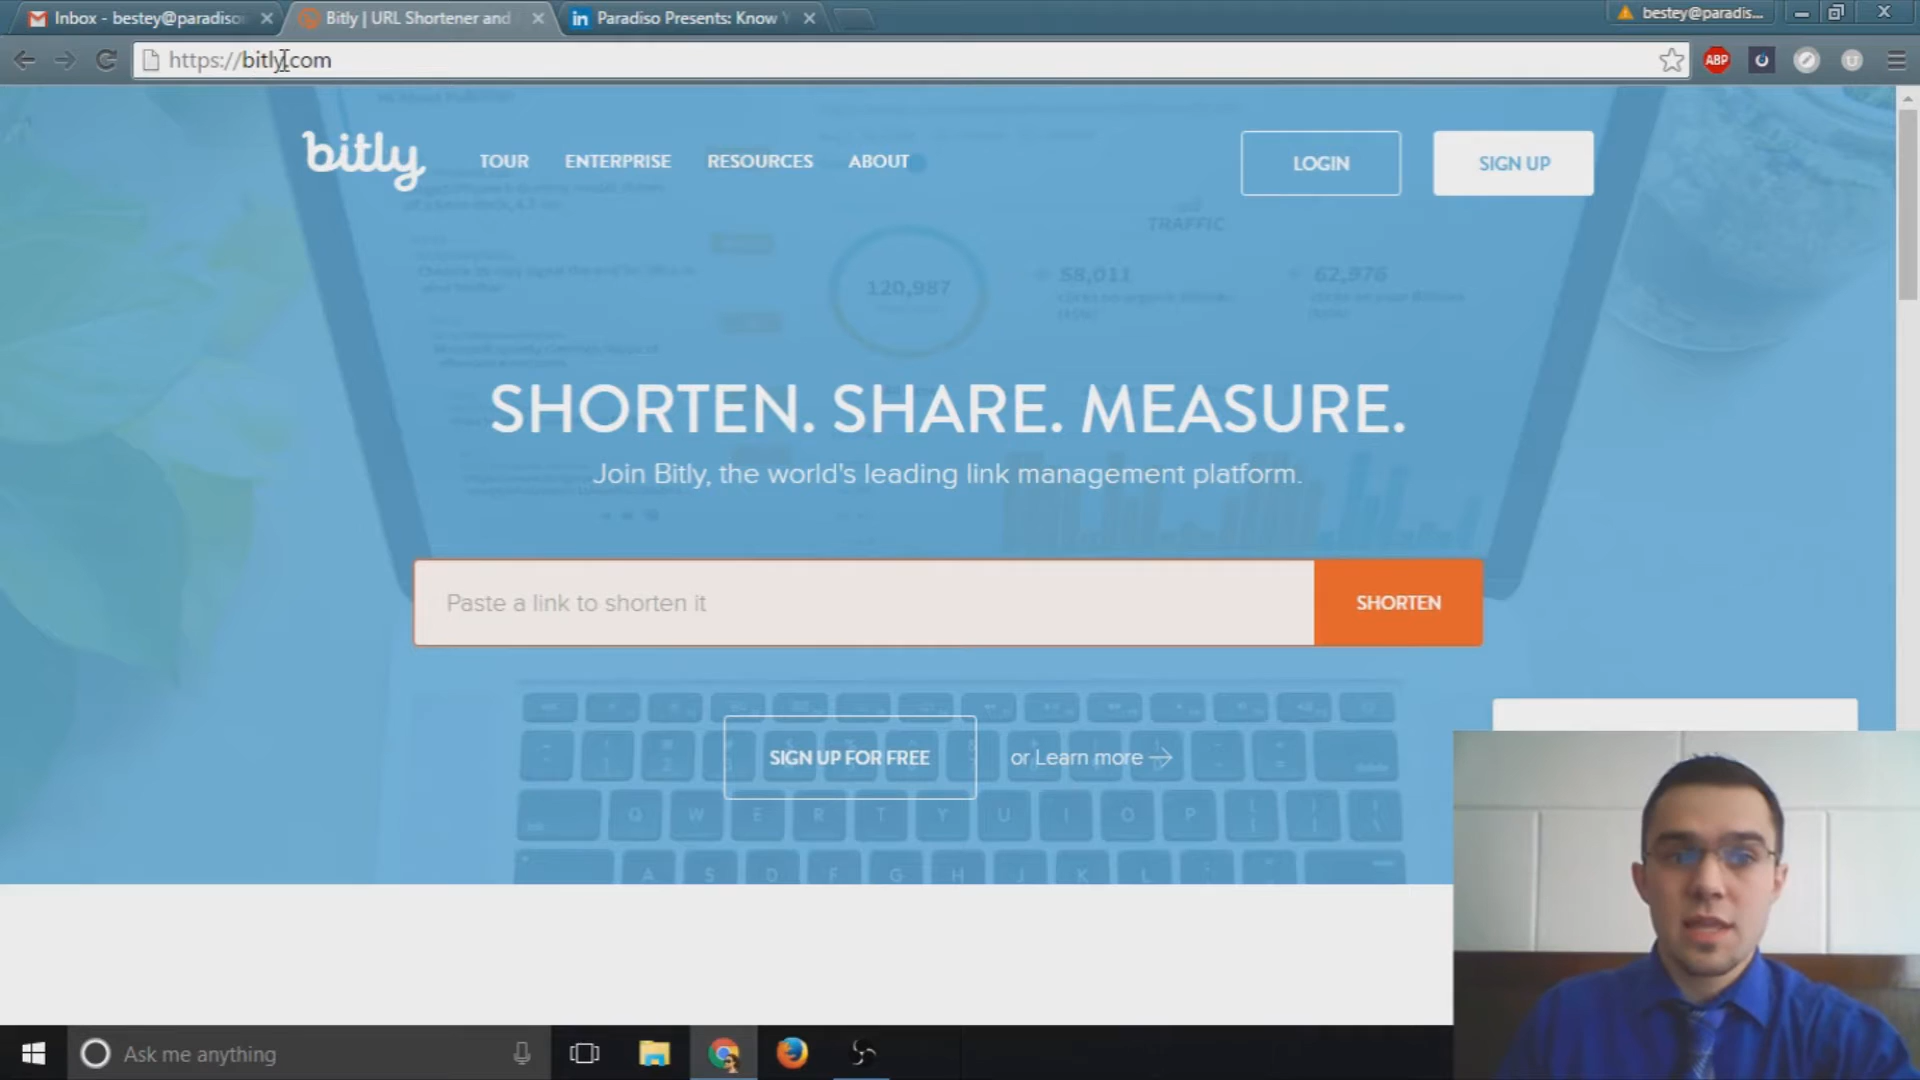 Inbox - bestey@paradiso
Bitly | URL Shortener and
in Paradiso Presents: Know Y
bestey@paradis...
https://bitly.com
ABP
bitly
TOUR
ENTERPRISE
RESOURCES
ABOUT
LOGIN
SIGN UP
TRAFFIC
120,987
58,011
62,976
SHORTEN. SHARE. MEASURE.
Join Bitly, the world's leading link management platform.
Paste a link to shorten it
SHORTEN
SIGN UP FOR FREE
or Learn more
Q W E R T Y U I O P
A S D F G H J K L
Ask me anything